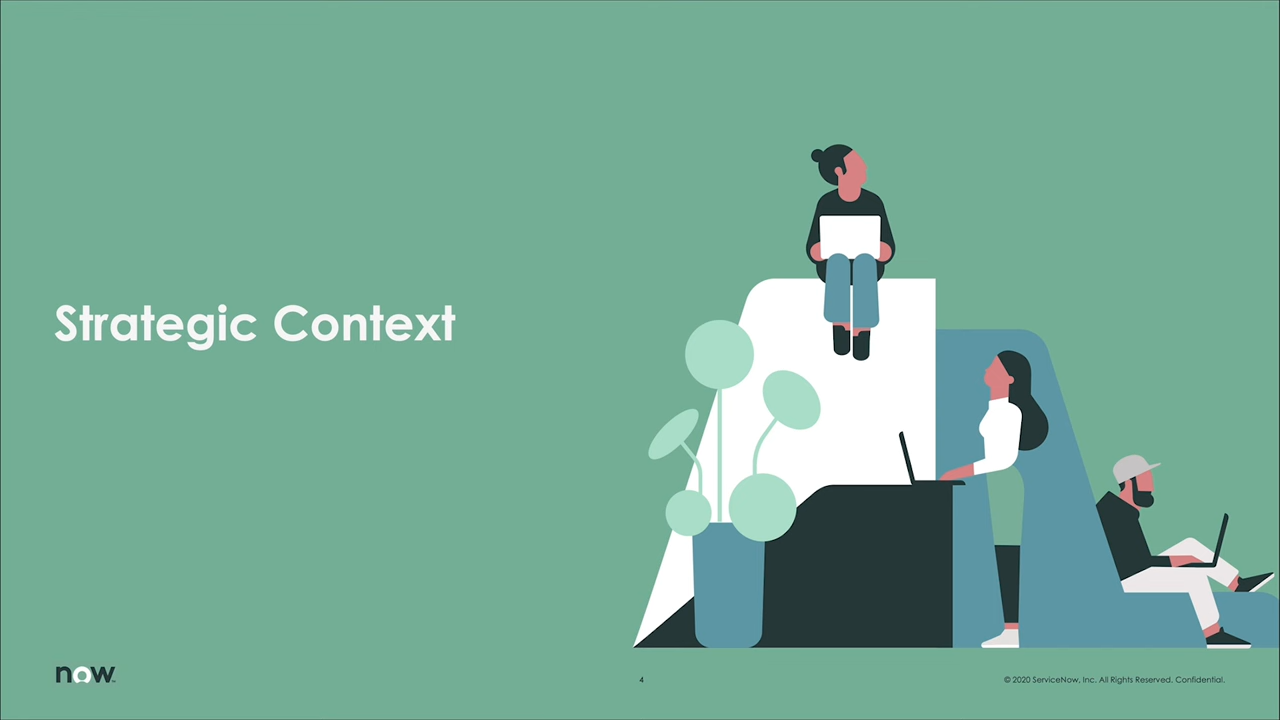 Strategic Context
now
4
© 2020 ServiceNow, Inc. All Rights Reserved. Confidential.